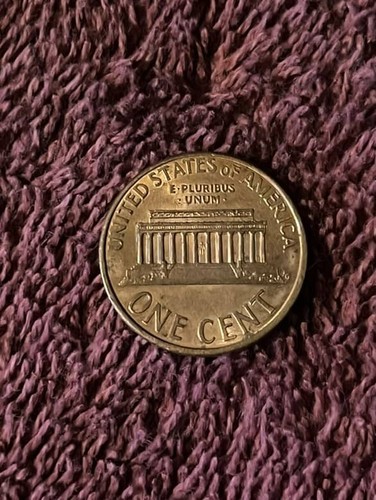 UNITED STATES OF AMERICA
E·PLURIBUS
·UNUM·
ONE CENT